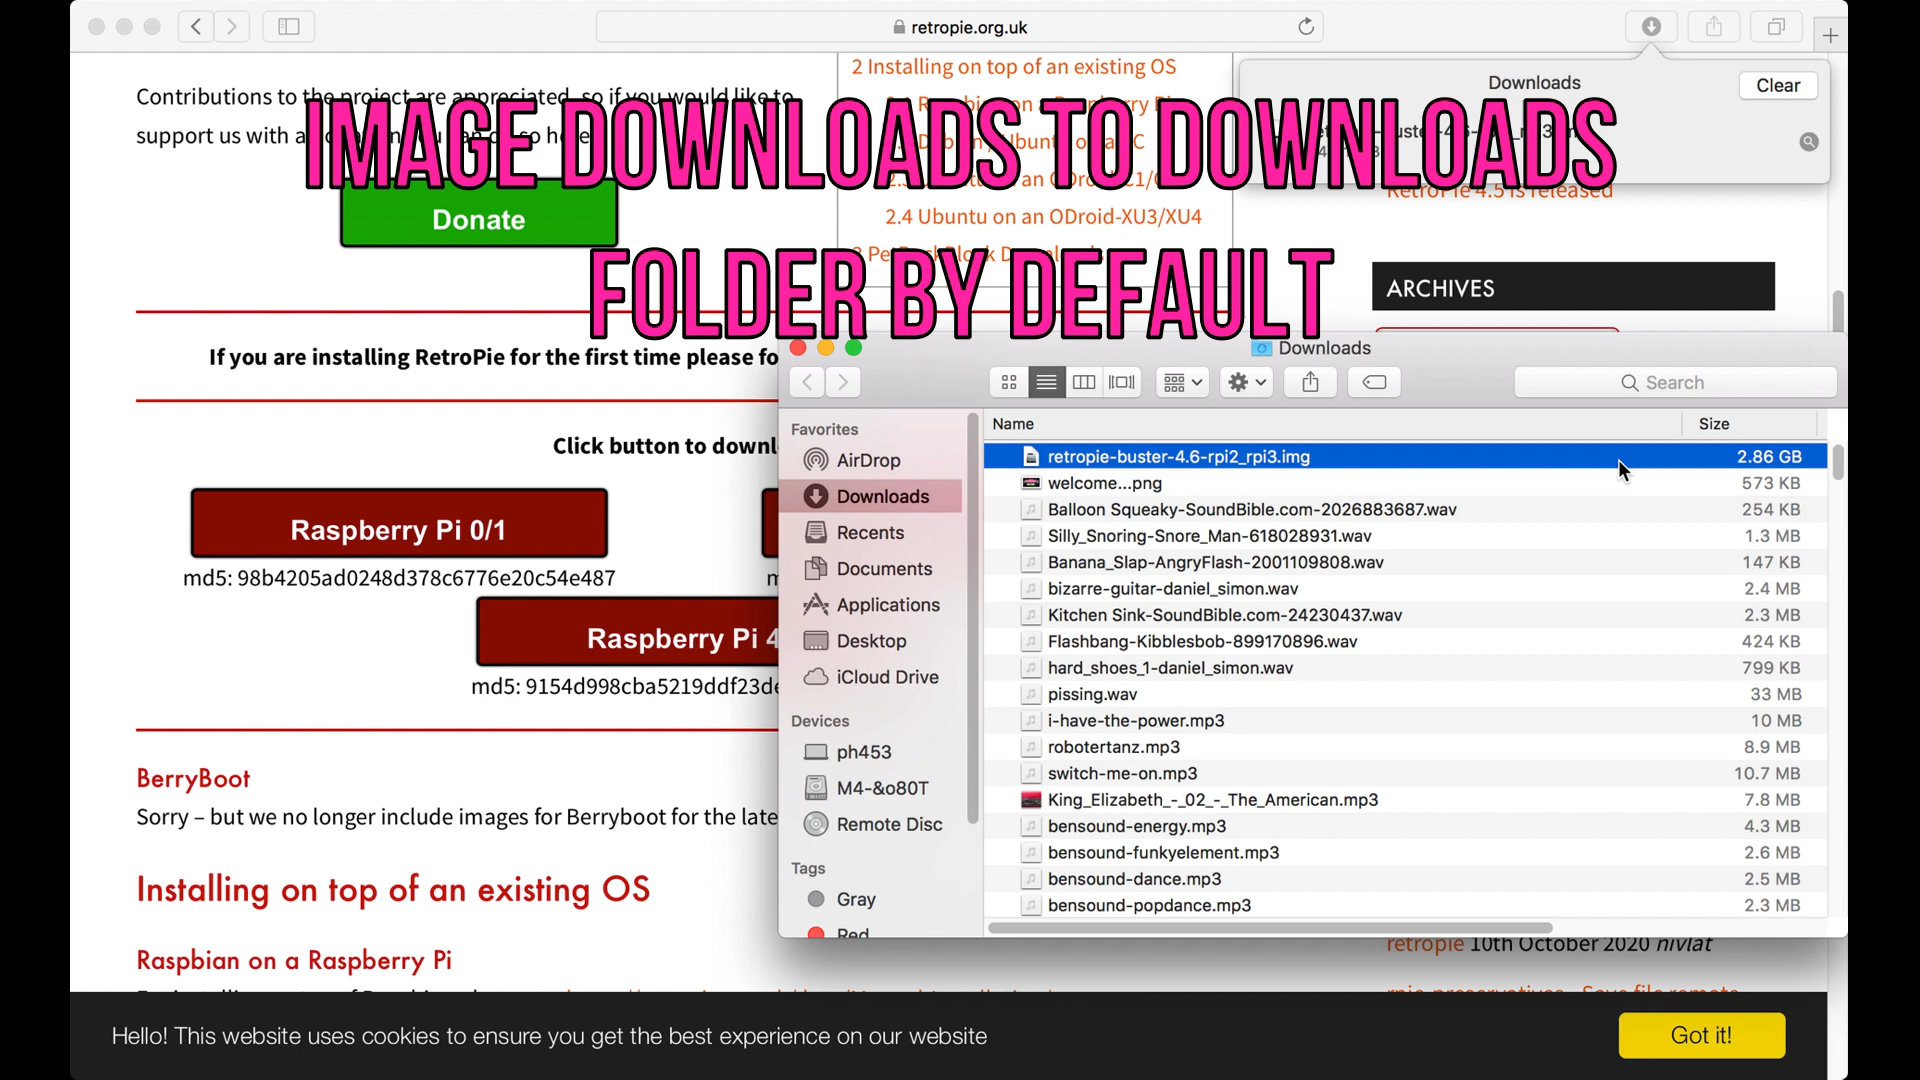 retropie.org.uk
Contributions to the project are appreciated, so if you would like to
support us with a
Donate
2 Installing on top of an existing OS
2.4 Ubuntu on an ODroid-XU3/XU4
Downloads
Clear
RetroPie 4.5 is released
IMAGE DOWNLOADS TO DOWNLOADS
FOLDER BY DEFAULT
ARCHIVES
If you are installing RetroPie for the first time please fo
Click button to downl
Raspberry Pi 0/1
md5: 98b4205ad0248d378c6776e20c54e487
Raspberry Pi 4
md5: 9154d998cba5219ddf23de
BerryBoot
Sorry – but we no longer include images for Berryboot for the late
Installing on top of an existing OS
Raspbian on a Raspberry Pi
Downloads
Search
Favorites
AirDrop
Downloads
Recents
Documents
Applications
Desktop
iCloud Drive
Devices
ph453
M4-&o80T
Remote Disc
Tags
Gray
Red
Name Size
retropie-buster-4.6-rpi2_rpi3.img 2.86 GB
welcome...png 573 KB
Balloon Squeaky-SoundBible.com-2026883687.wav 254 KB
Silly_Snoring-Snore_Man-618028931.wav 1.3 MB
Banana_Slap-AngryFlash-2001109808.wav 147 KB
bizarre-guitar-daniel_simon.wav 2.4 MB
Kitchen Sink-SoundBible.com-24230437.wav 2.3 MB
Flashbang-Kibblesbob-899170896.wav 424 KB
hard_shoes_1-daniel_simon.wav 799 KB
pissing.wav 33 MB
i-have-the-power.mp3 10 MB
robotertanz.mp3 8.9 MB
switch-me-on.mp3 10.7 MB
King_Elizabeth_-_02_-_The_American.mp3 7.8 MB
bensound-energy.mp3 4.3 MB
bensound-funkyelement.mp3 2.6 MB
bensound-dance.mp3 2.5 MB
bensound-popdance.mp3 2.3 MB
retropie 10th October 2020 nivlat
Hello! This website uses cookies to ensure you get the best experience on our website
Got it!